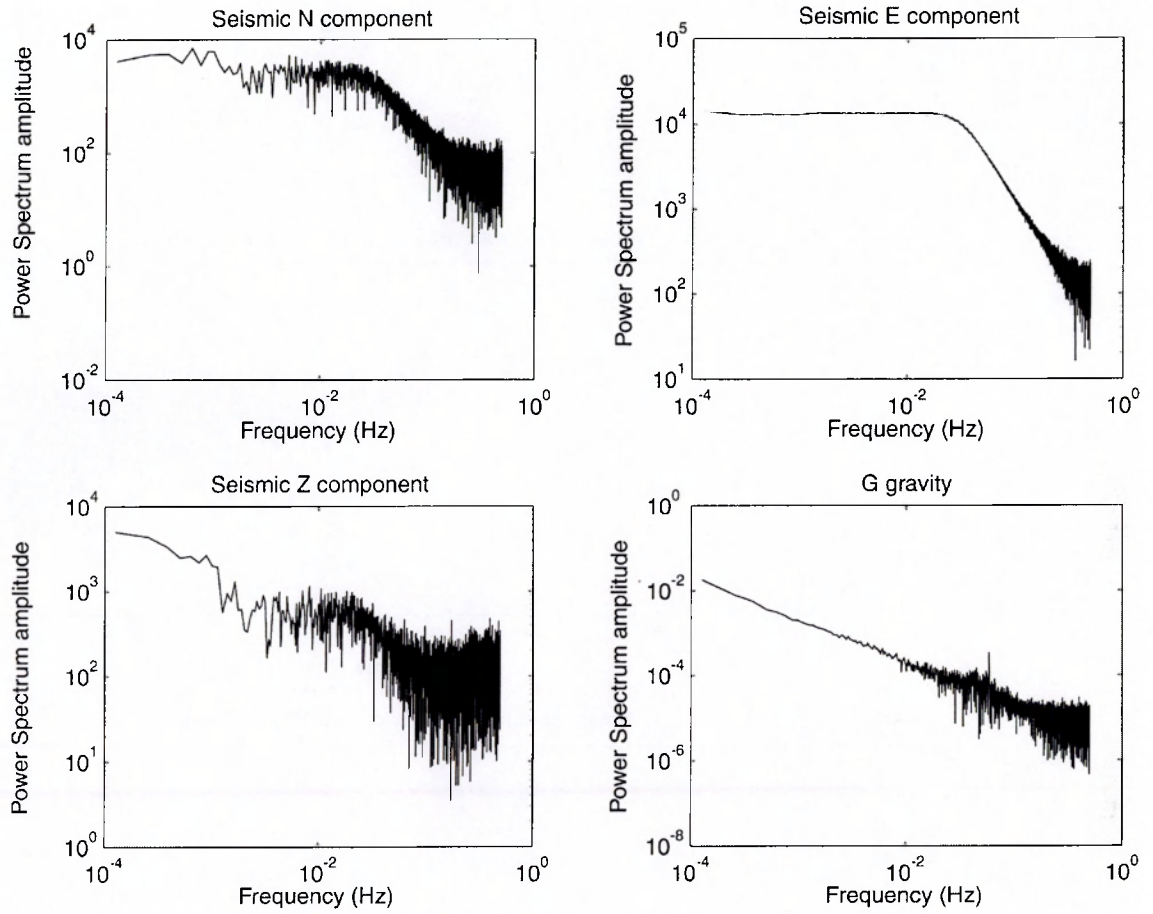 Seismic N component
Power Spectrum amplitude
10^4
10^2
10^0
10^-2
10^-4
10^-2
10^0
Frequency (Hz)
Seismic E component
Power Spectrum amplitude
10^5
10^4
10^3
10^2
10^1
10^-4
10^-2
10^0
Frequency (Hz)
Seismic Z component
Power Spectrum amplitude
10^4
10^3
10^2
10^1
10^0
10^-4
10^-2
10^0
Frequency (Hz)
G gravity
Power Spectrum amplitude
10^0
10^-2
10^-4
10^-6
10^-8
10^-4
10^-2
10^0
Frequency (Hz)